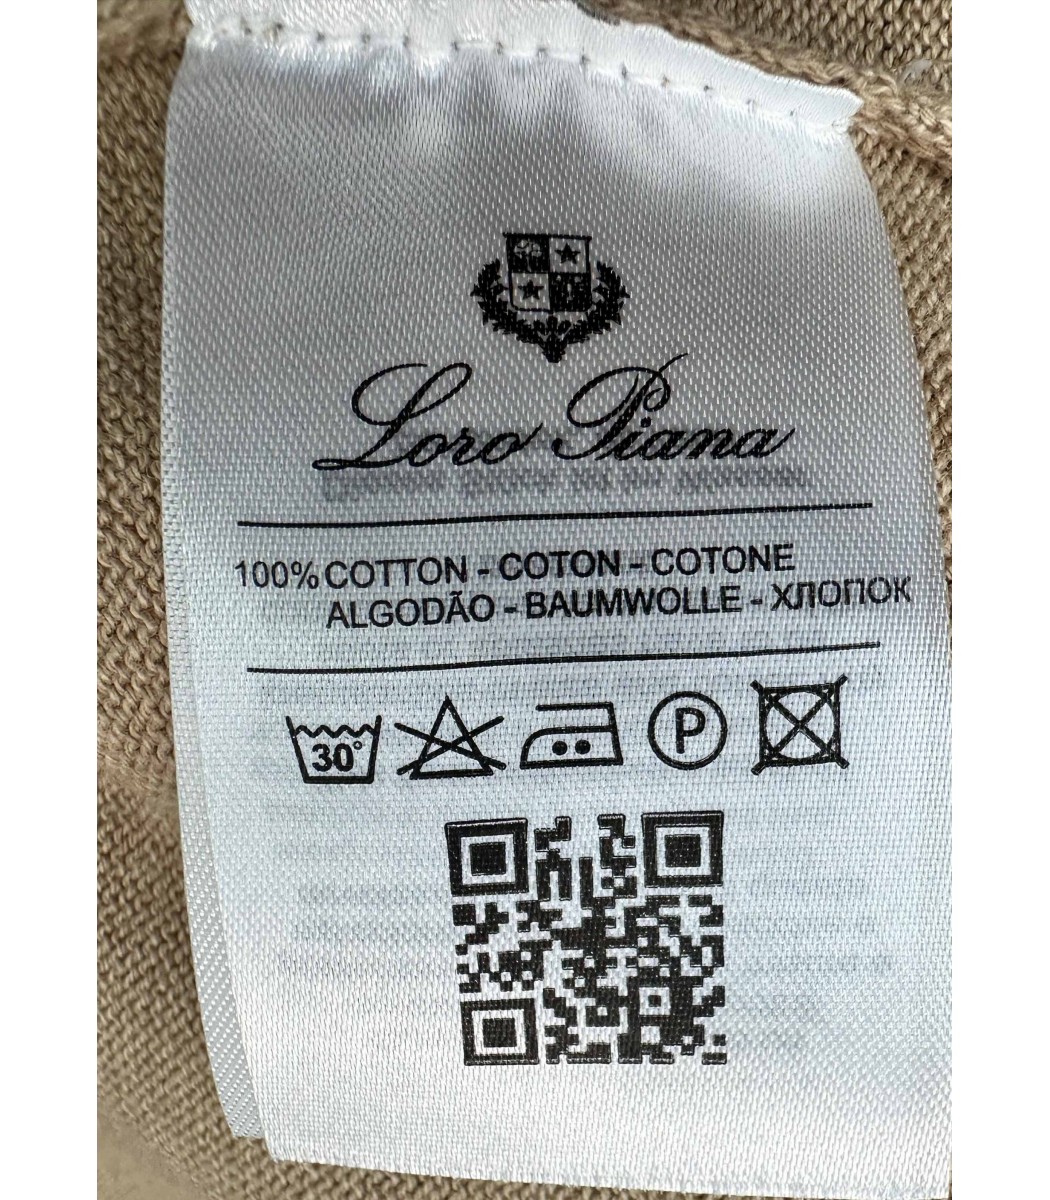 Loro Piana
100% COTTON - COTON - COTONE
ALGODÃO - BAUMWOLLE - ХЛОПОК
30°
P